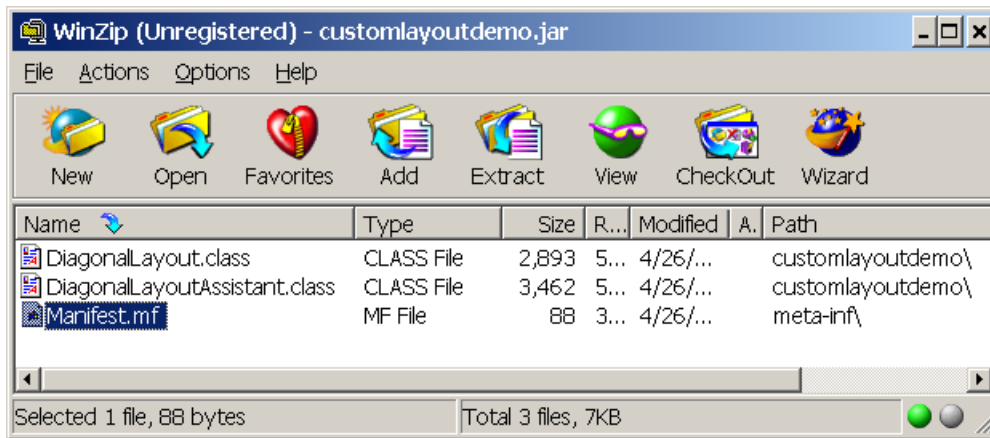 WinZip (Unregistered) - customlayoutdemo.jar
File Actions Options Help
New Open Favorites Add Extract View CheckOut Wizard
Name Type Size R... Modified A. Path
DiagonalLayout.class CLASS File 2,893 5... 4/26/... customlayoutdemo\
DiagonalLayoutAssistant.class CLASS File 3,462 5... 4/26/... customlayoutdemo\
Manifest.mf MF File 88 3... 4/26/... meta-inf\
Selected 1 file, 88 bytes Total 3 files, 7KB